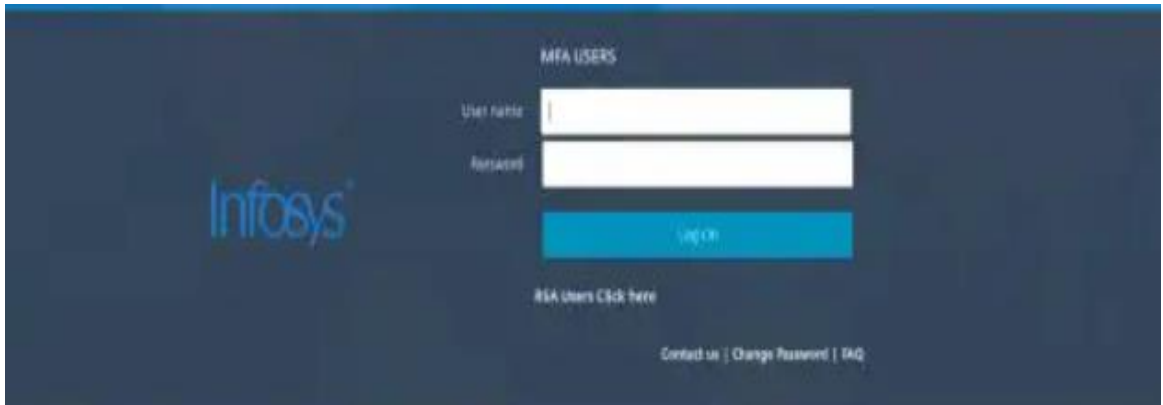 MFA USERS
User name
Password
Infosys
Log On
RSA Users Click here
Contact us | Change Password | FAQ